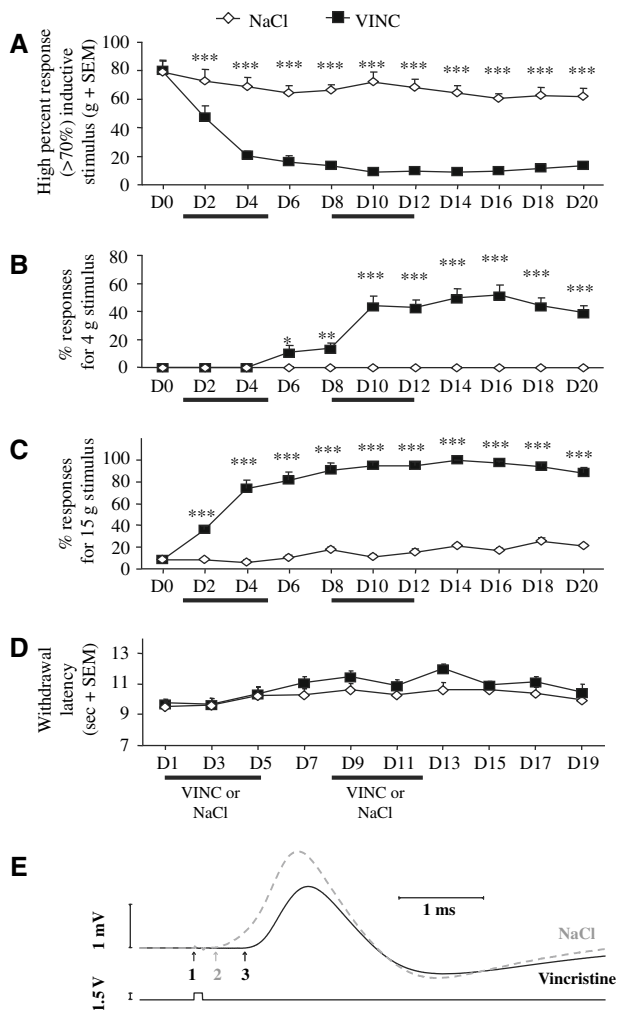 NaCl VINC
A
High percent response
(>70%) inductive
stimulus (g + SEM)
100
80
60
40
20
0
*** *** *** *** *** *** *** *** *** ***
D0 D2 D4 D6 D8 D10 D12 D14 D16 D18 D20
B
% responses
for 4 g stimulus
80
60
40
20
0
* ** *** *** *** *** *** ***
D0 D2 D4 D6 D8 D10 D12 D14 D16 D18 D20
C
% responses
for 15 g stimulus
100
80
60
40
20
0
*** *** *** *** *** *** *** *** *** ***
D0 D2 D4 D6 D8 D10 D12 D14 D16 D18 D20
D
Withdrawal
latency
(sec + SEM)
13
11
9
7
D1 D3 D5 D7 D9 D11 D13 D15 D17 D19
VINC or
NaCl
VINC or
NaCl
E
1 mV
1 ms
NaCl
1 2 3
Vincristine
1.5 V